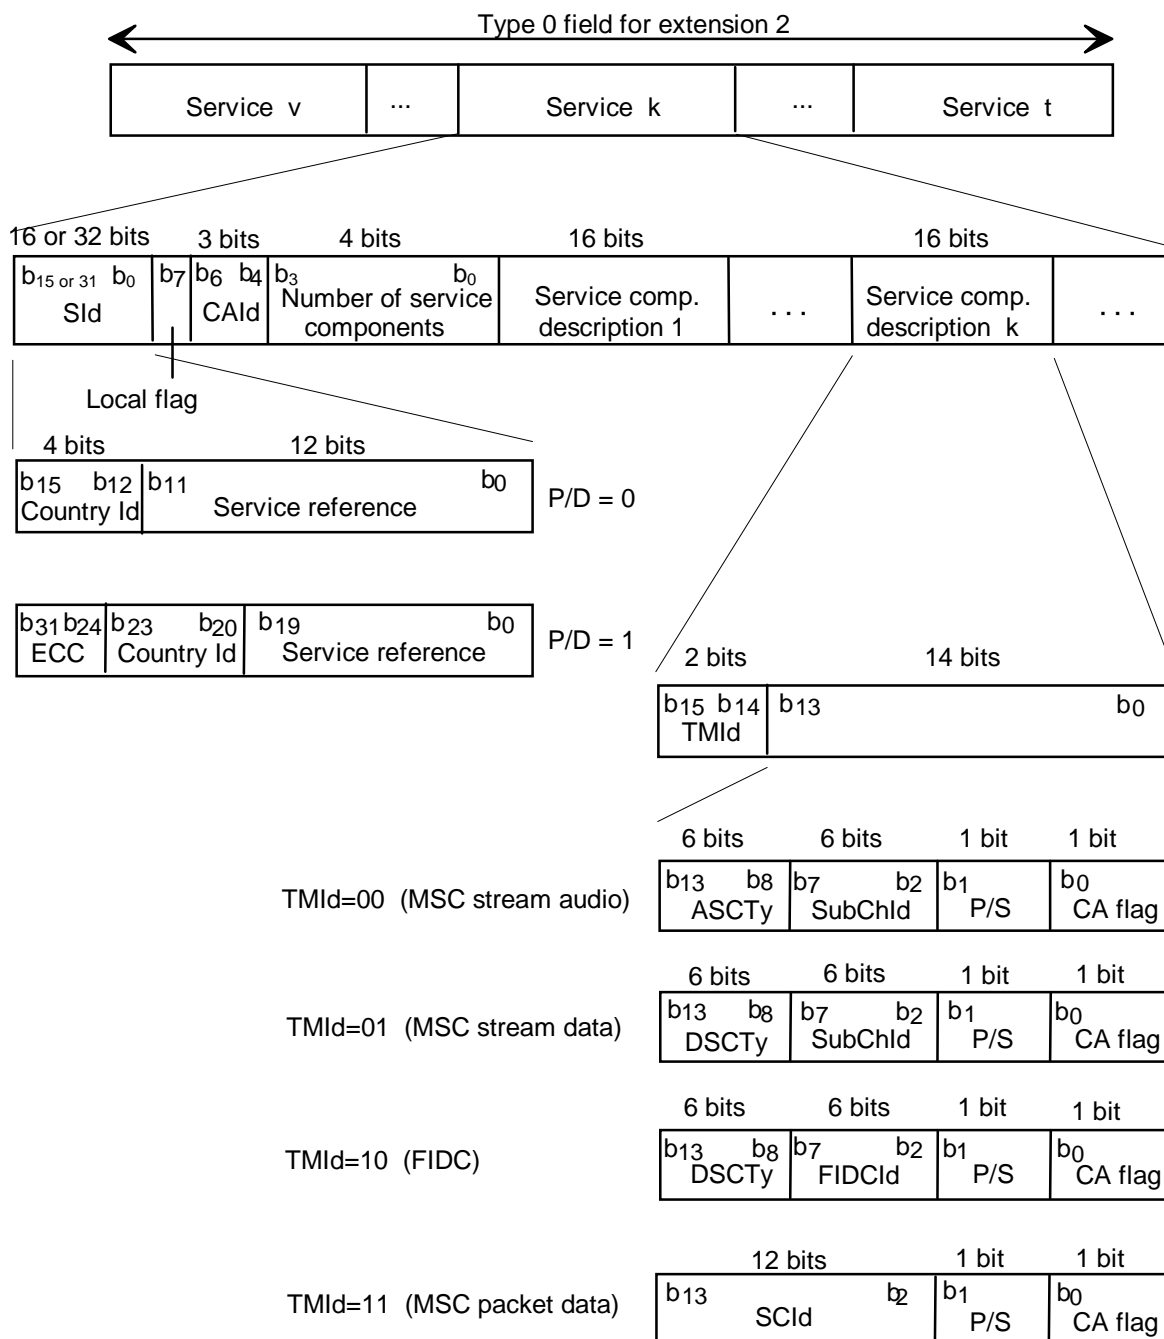 Type 0 field for extension 2
Service v ... Service k ... Service t
16 or 32 bits 3 bits 4 bits 16 bits 16 bits
b15 or 31 b0 b7 b6 b4 b3 b0
SId CAId Number of service components Service comp. description 1 . . . Service comp. description k . . .
Local flag
4 bits 12 bits
b15 b12 b11 b0
Country Id Service reference P/D = 0
b31 b24 b23 b20 b19 b0
ECC Country Id Service reference P/D = 1
2 bits 14 bits
b15 b14 b13 b0
TMId
6 bits 6 bits 1 bit 1 bit
b13 b8 b7 b2 b1 b0
TMId=00 (MSC stream audio) ASCTy SubChId P/S CA flag
6 bits 6 bits 1 bit 1 bit
b13 b8 b7 b2 b1 b0
TMId=01 (MSC stream data) DSCTy SubChId P/S CA flag
6 bits 6 bits 1 bit 1 bit
b13 b8 b7 b2 b1 b0
TMId=10 (FIDC) DSCTy FIDCId P/S CA flag
12 bits 1 bit 1 bit
b13 b2 b1 b0
TMId=11 (MSC packet data) SCId P/S CA flag